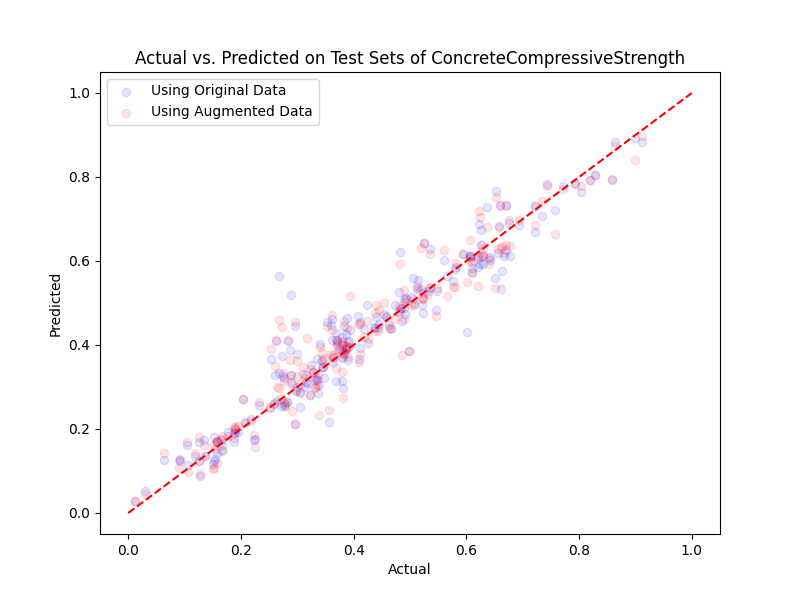 Actual vs. Predicted on Test Sets of ConcreteCompressiveStrength
Using Original Data
Using Augmented Data
1.0
0.8
0.6
0.4
0.2
0.0
Predicted
0.0 0.2 0.4 0.6 0.8 1.0
Actual